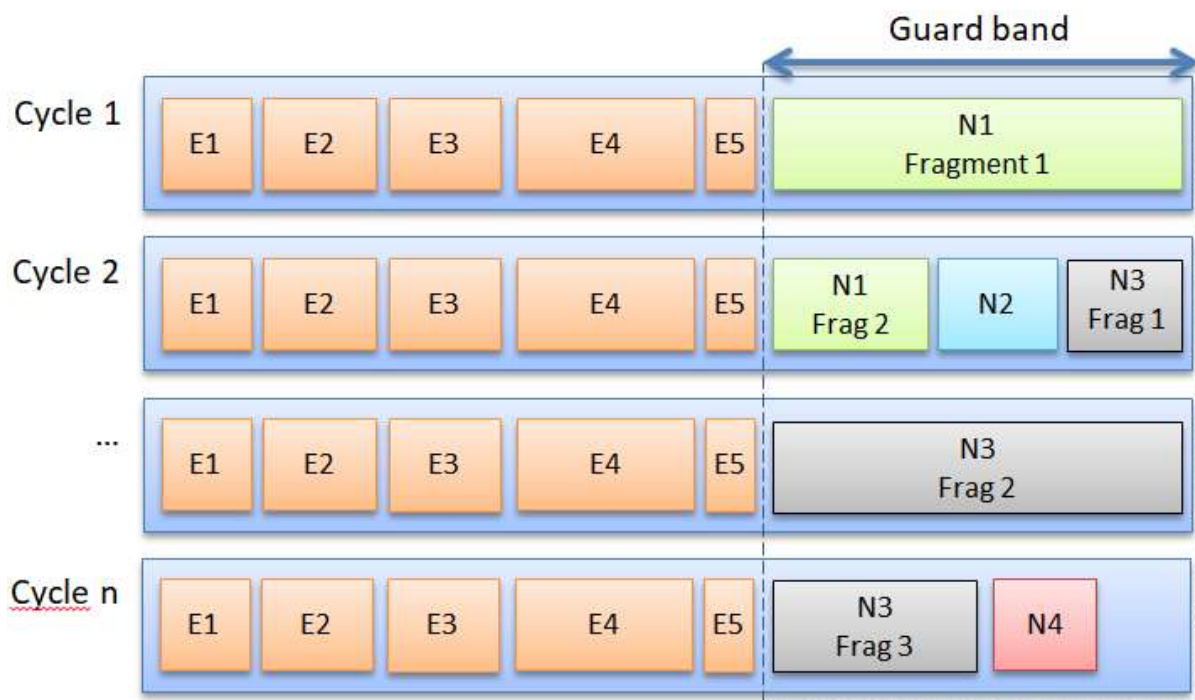 Guard band
Cycle 1
E1 E2 E3 E4 E5 N1
Fragment 1
Cycle 2
E1 E2 E3 E4 E5 N1
Frag 2
N2
N3
Frag 1
...
E1 E2 E3 E4 E5 N3
Frag 2
Cycle n
E1 E2 E3 E4 E5 N3
Frag 3
N4